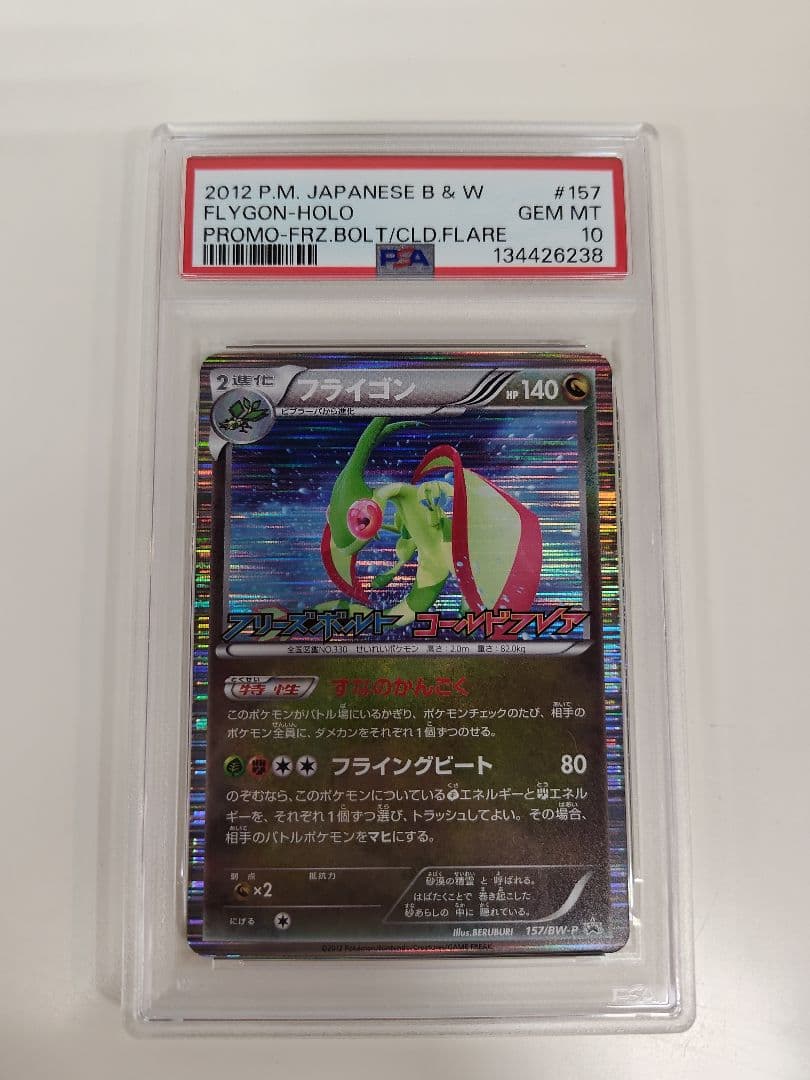 2012 P.M. JAPANESE B & W #157
FLYGON-HOLO GEM MT
PROMO-FRZ.BOLT/CLD.FLARE 10
PSA 134426238
2進化 フライゴン HP140
ビブラーバから進化
フリーズボルト コールドフレア
全国図鑑NO.330 せいれいポケモン 高さ:2.0m 重さ:82.0kg
特性 すなのかんごく
このポケモンがバトル場にいるかぎり、ポケモンチェックのたび、相手の
ポケモン全員に、ダメカンをそれぞれ1個ずつのせる。
フライングビート 80
のぞむなら、このポケモンについているエネルギーとエネル
ギーを、それぞれ1個ずつ選び、トラッシュしてよい。その場合、
相手のバトルポケモンをマヒにする。
弱点 抵抗力
×2
にげる
砂漠の精霊 と 呼ばれる。
はばたくことで 巻き起こした
砂あらしの 中に 隠れている。
Illus.BERUBURI 157/BW-P
©2012 Pokémon/Nintendo/Creatures/GAME FREAK